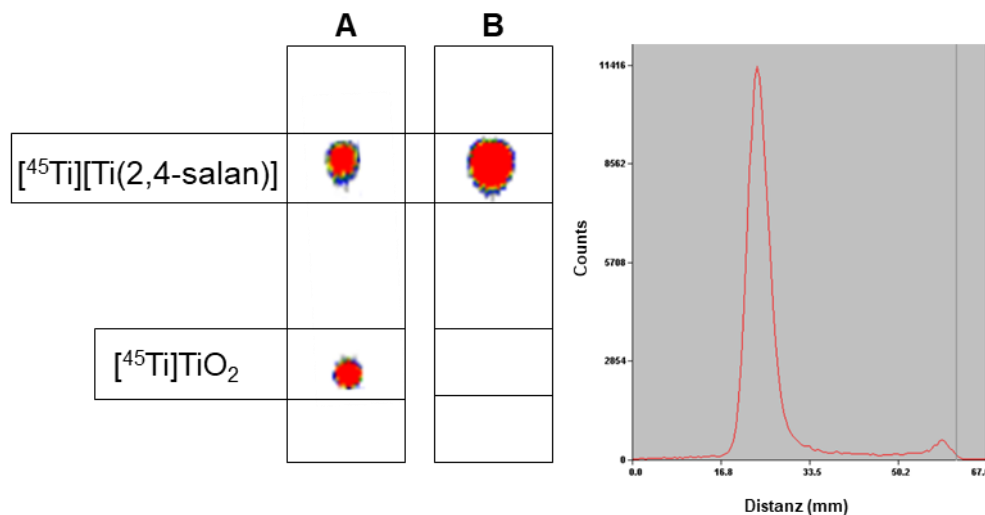 A B
[⁴⁵Ti][Ti(2,4-salan)]
[⁴⁵Ti]TiO₂
11416
8562
5708
2854
0
Counts
0.0 16.8 33.5 50.2 67.
Distanz (mm)